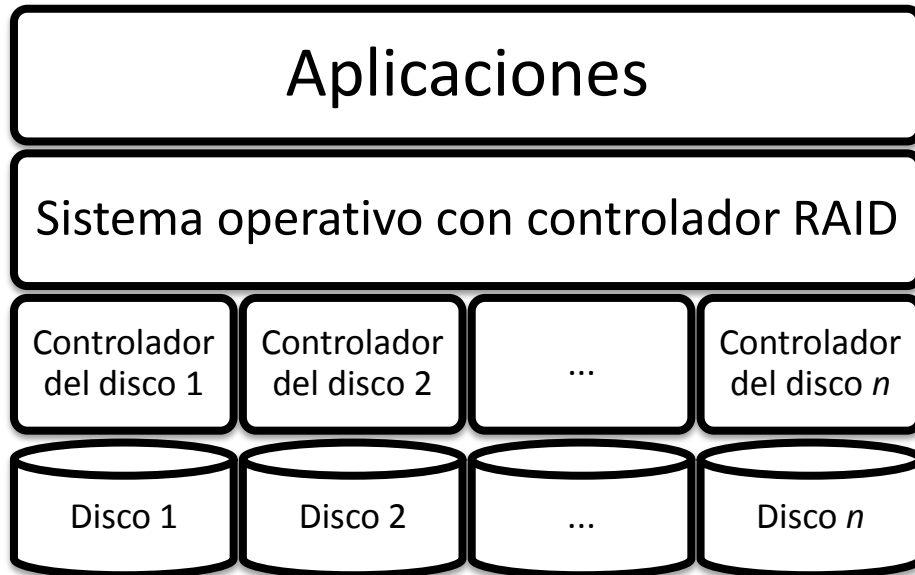 Aplicaciones
Sistema operativo con controlador RAID
Controlador
del disco 1
Controlador
del disco 2
...
Controlador
del disco n
Disco 1
Disco 2
...
Disco n